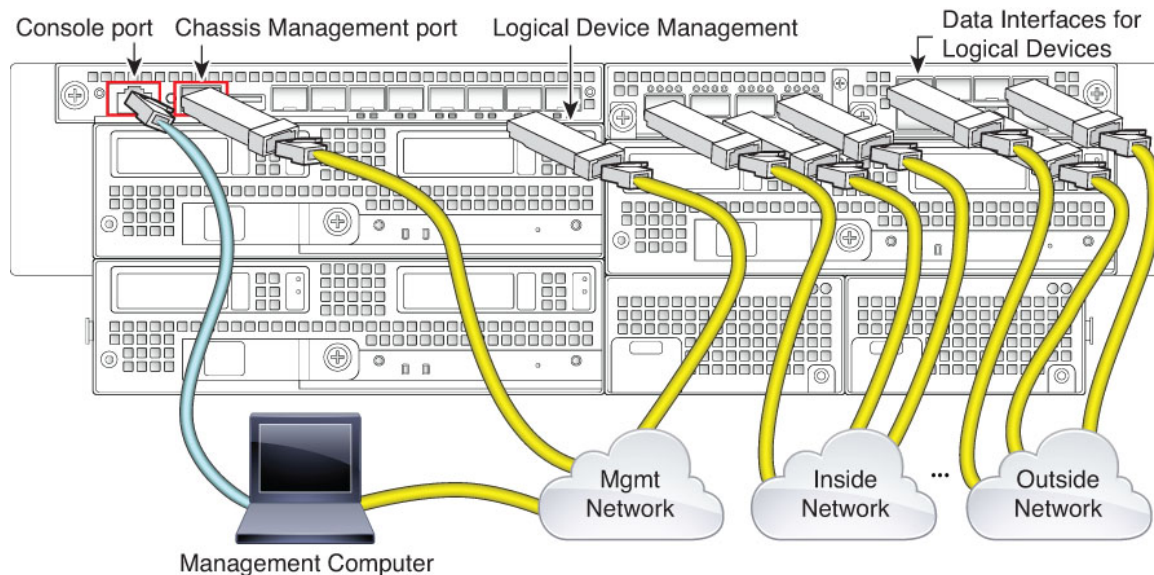 Console port
Chassis Management port
Logical Device Management
Data Interfaces for
Logical Devices
Mgmt
Network
Inside
Network
...
Outside
Network
Management Computer